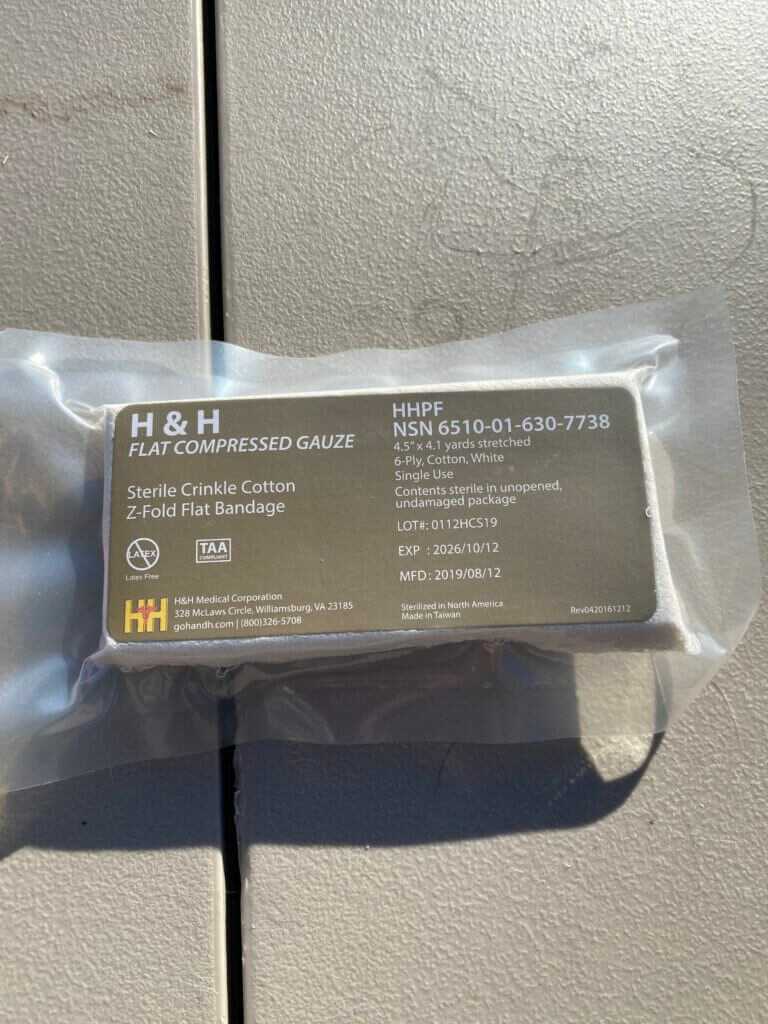 H & H
FLAT COMPRESSED GAUZE
Sterile Crinkle Cotton
Z-Fold Flat Bandage
LATEX
Latex Free
TAA
COMPLIANT
HH
H&H Medical Corporation
328 McLaws Circle, Williamsburg, VA 23185
gohandh.com | (800)326-5708
HHPF
NSN 6510-01-630-7738
4.5" x 4.1 yards stretched
6-Ply, Cotton, White
Single Use
Contents sterile in unopened,
undamaged package
LOT#: 0112HCS19
EXP : 2026/10/12
MFD: 2019/08/12
Sterilized in North America
Made in Taiwan
Rev0420161212